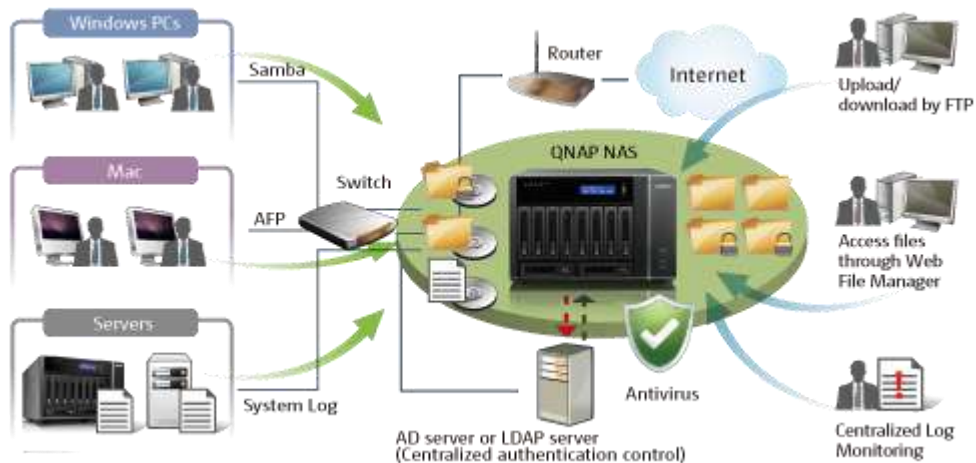 Windows PCs
Samba
Router
Internet
Upload/
download by FTP
QNAP NAS
Mac
Switch
AFP
Access files
through Web
File Manager
Servers
System Log
Antivirus
AD server or LDAP server
(Centralized authentication control)
Centralized Log
Monitoring